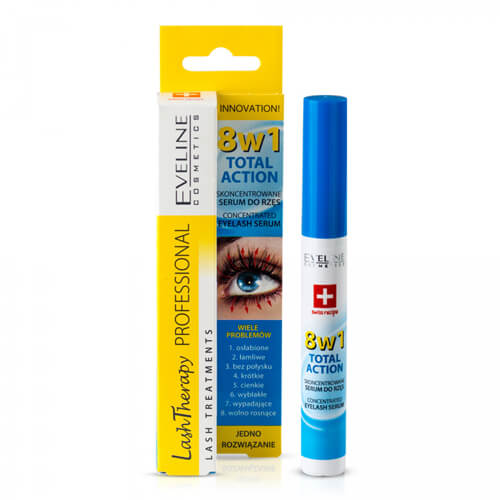 EVELINE
COSMETICS
LashTherapy PROFESSIONAL
LASH TREATMENTS
INNOVATION!
8w1
TOTAL
ACTION
SKONCENTROWANE
SERUM DO RZĘS
CONCENTRATED
EYELASH SERUM
WIELE
PROBLEMÓW
1. osłabione
2. łamliwe
3. bez połysku
4. krótkie
5. cienkie
6. wyblakłe
7. wypadające
8. wolno rosnące
JEDNO
ROZWIĄZANIE
EVELINE
COSMETICS
swiss recipe
8w1
TOTAL
ACTION
SKONCENTROWANE
SERUM DO RZĘS
CONCENTRATED
EYELASH SERUM